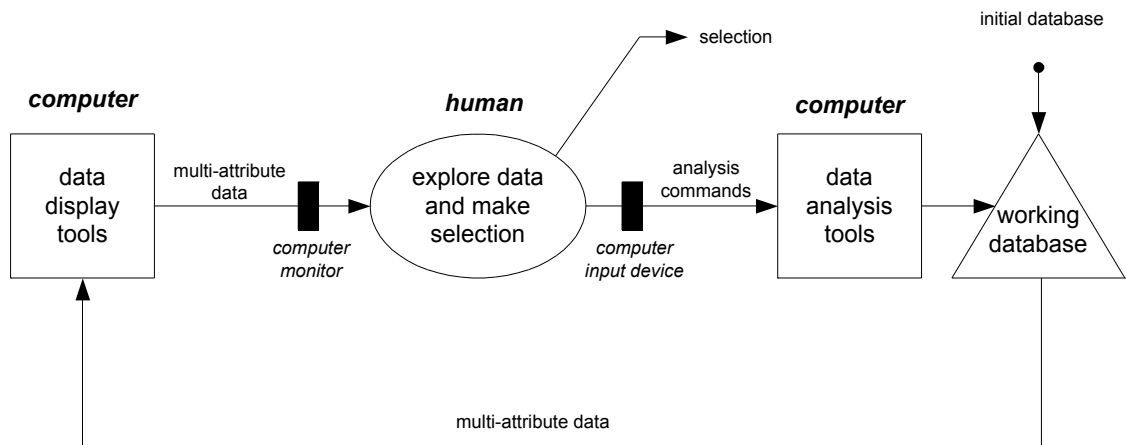 initial database
selection
computer
human
computer
data
display
tools
multi-attribute
data
computer
monitor
explore data
and make
selection
analysis
commands
computer
input device
data
analysis
tools
working
database
multi-attribute data